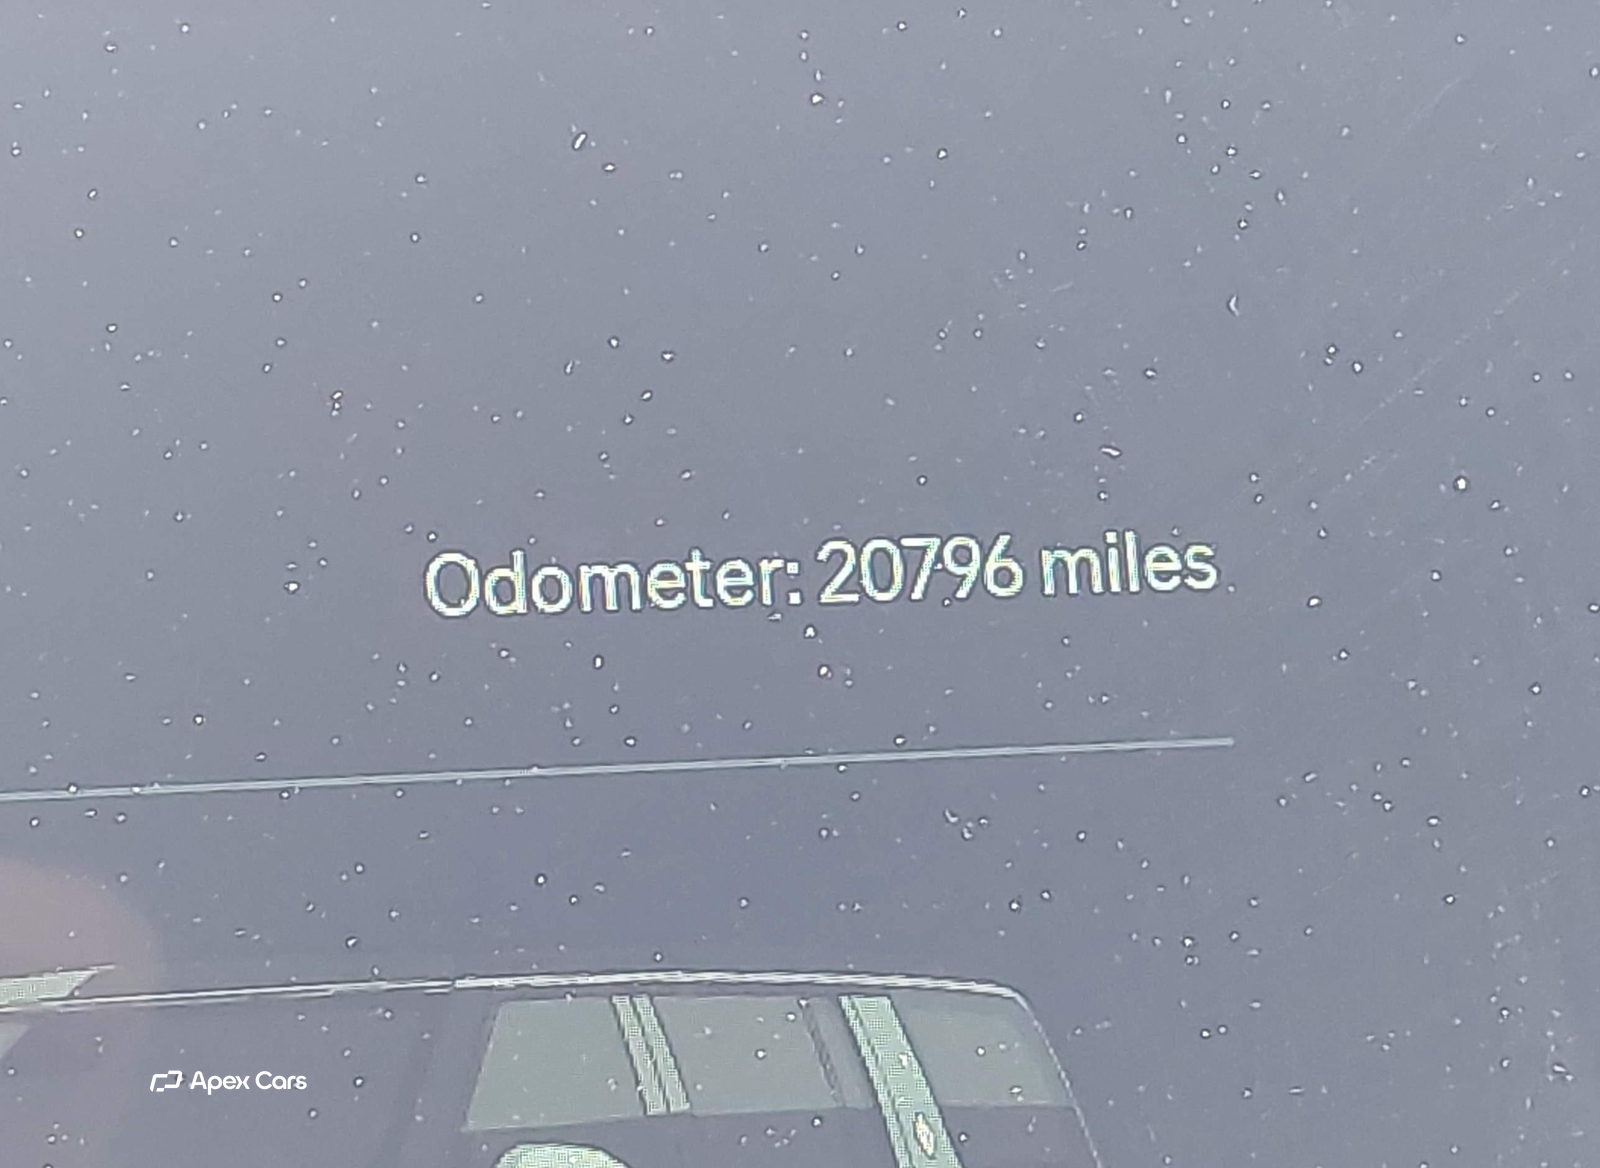 Odometer: 20796 miles
Apex Cars